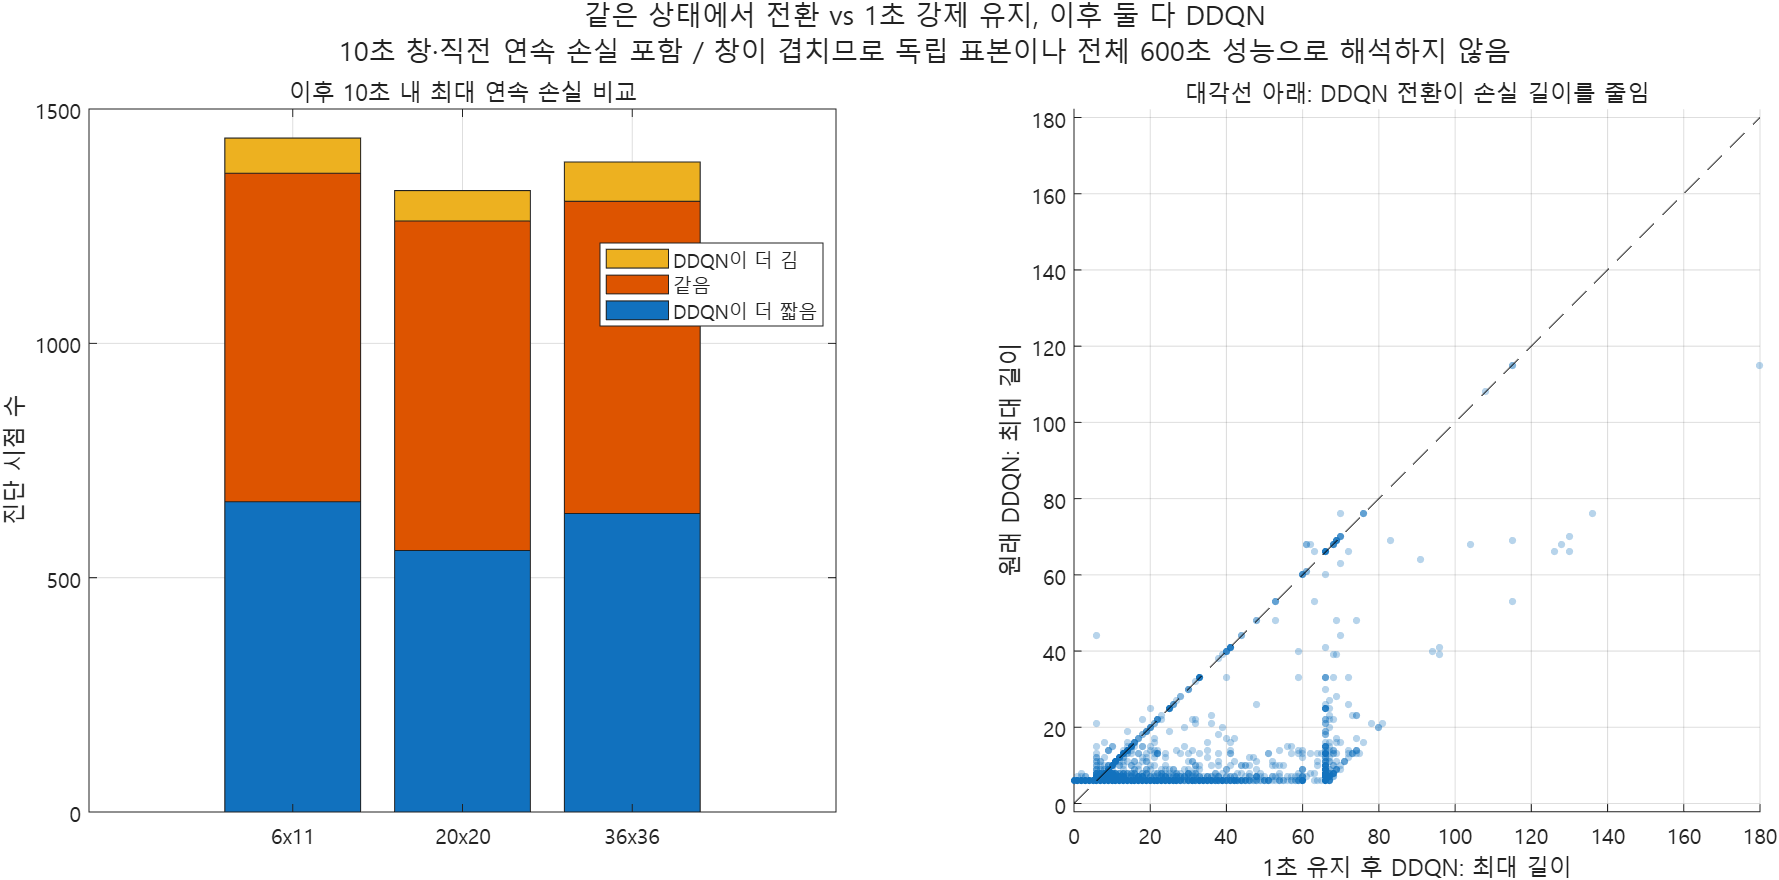 같은 상태에서 전환 vs 1초 강제 유지, 이후 둘 다 DDQN
10초 창·직전 연속 손실 포함 / 창이 겹치므로 독립 표본이나 전체 600초 성능으로 해석하지 않음
이후 10초 내 최대 연속 손실 비교
진단 시점 수
1500
1000
500
0
6x11
20x20
36x36
DDQN이 더 김
같음
DDQN이 더 짧음
대각선 아래: DDQN 전환이 손실 길이를 줄임
원래 DDQN: 최대 길이
180
160
140
120
100
80
60
40
20
0
0
20
40
60
80
100
120
140
160
180
1초 유지 후 DDQN: 최대 길이